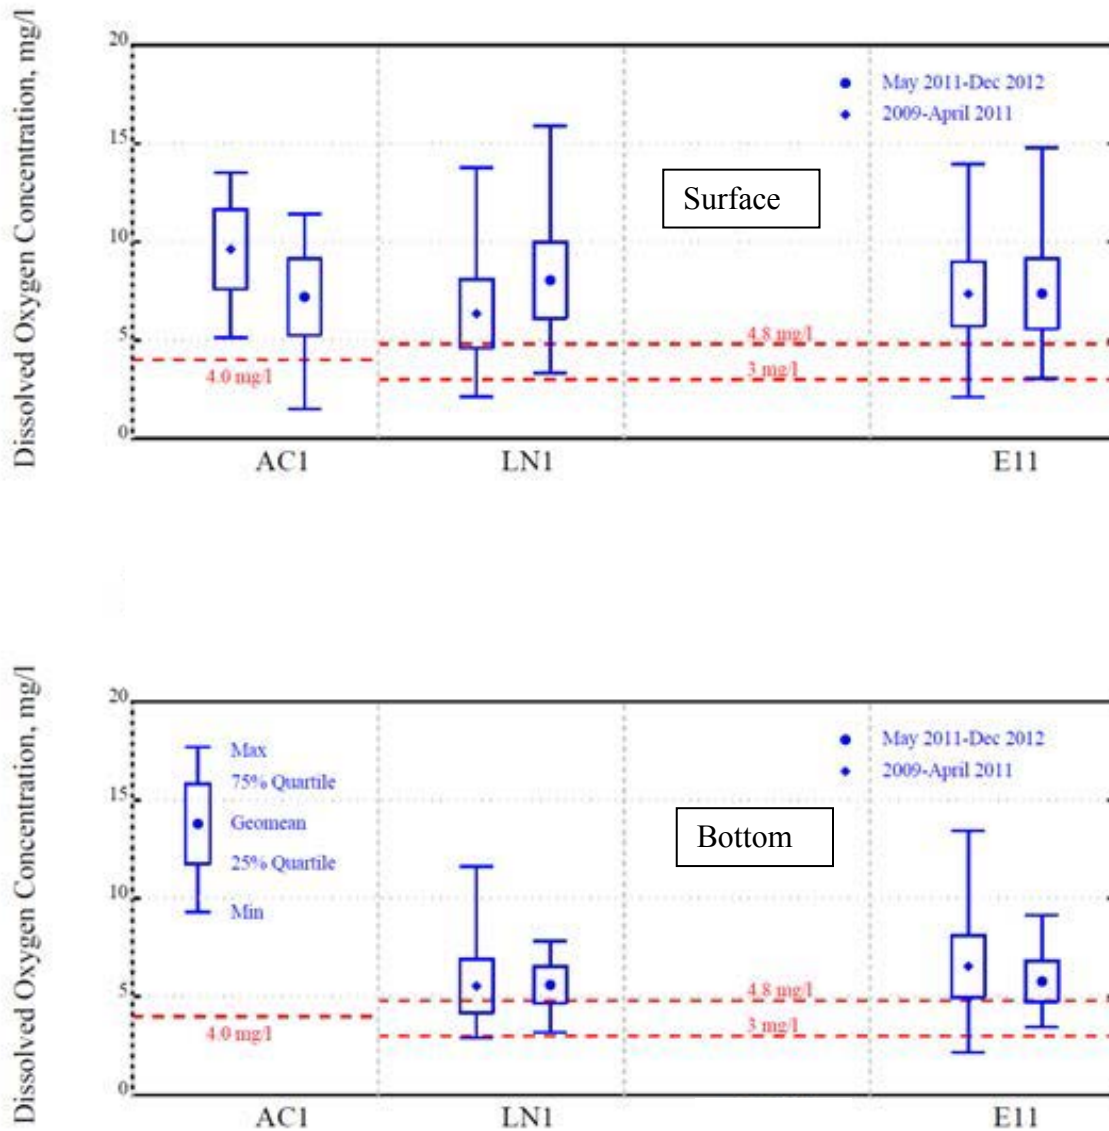 Dissolved Oxygen Concentration, mg/l
20
15
10
5
0
May 2011-Dec 2012
2009-April 2011
Surface
4.8 mg/l
4.0 mg/l
3 mg/l
AC1
LN1
E11
Dissolved Oxygen Concentration, mg/l
20
15
10
5
0
Max
75% Quartile
Geomean
25% Quartile
Min
May 2011-Dec 2012
2009-April 2011
Bottom
4.8 mg/l
4.0 mg/l
3 mg/l
AC1
LN1
E11